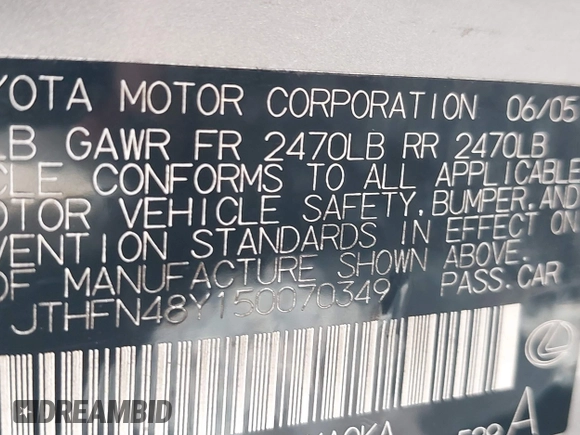 YOTA MOTOR CORPORATION 06/05
LB GAWR FR 2470LB RR 2470LB
CLE CONFORMS TO ALL APPLICABLE
MOTOR VEHICLE SAFETY, BUMPER, AND
VENTION STANDARDS IN EFFECT ON
OF MANUFACTURE SHOWN ABOVE.
JTHFN48Y150070349 PASS.CAR
A
DREAMBID